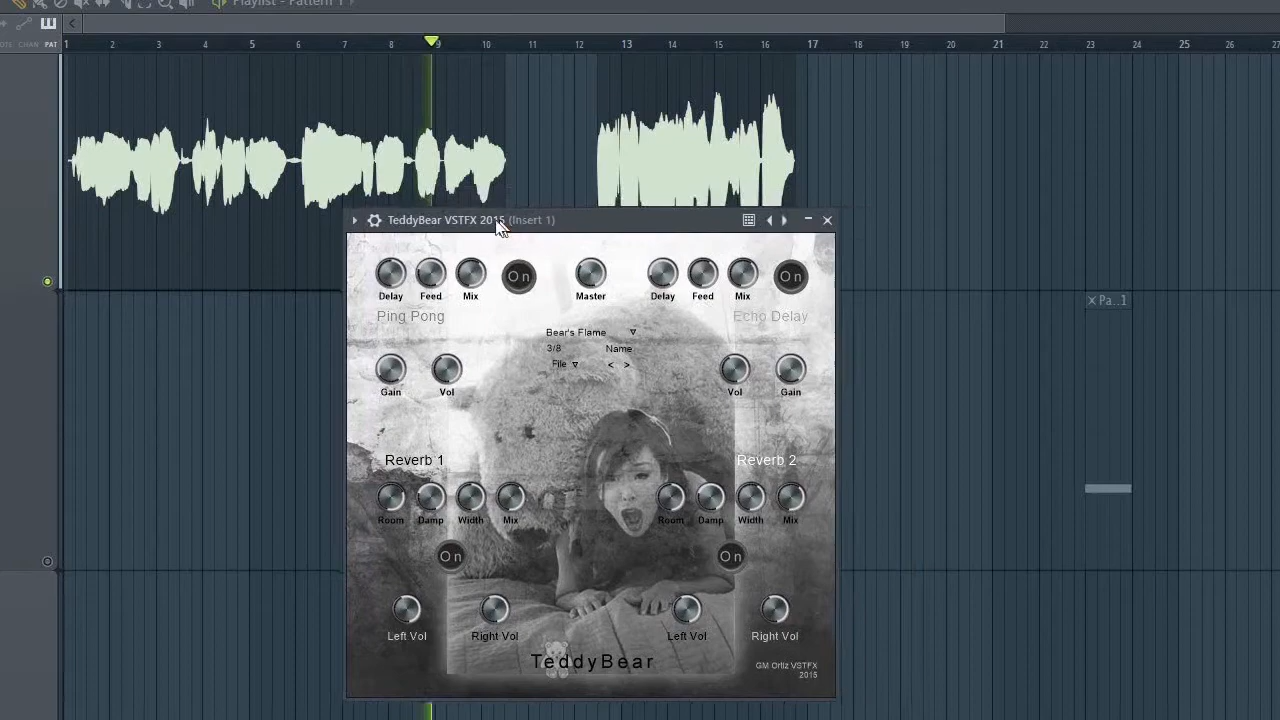 Playlist - Pattern 1
CHAN PAT
1 2 3 4 5 6 7 8 9 10 11 12 13 14 15 16 17 18 19 20 21 22 23 24 25 26
TeddyBear VSTFX 2015 (Insert 1)
On On
Delay Feed Mix Master Delay Feed Mix
Ping Pong Echo Delay
Bear's Flame
3/8 Name
File < >
Gain Vol Vol Gain
Pa..1
Reverb 1 Reverb 2
Room Damp Width Mix Room Damp Width Mix
On On
Left Vol Right Vol Left Vol Right Vol
TeddyBear
GM Ortiz VSTFX
2015